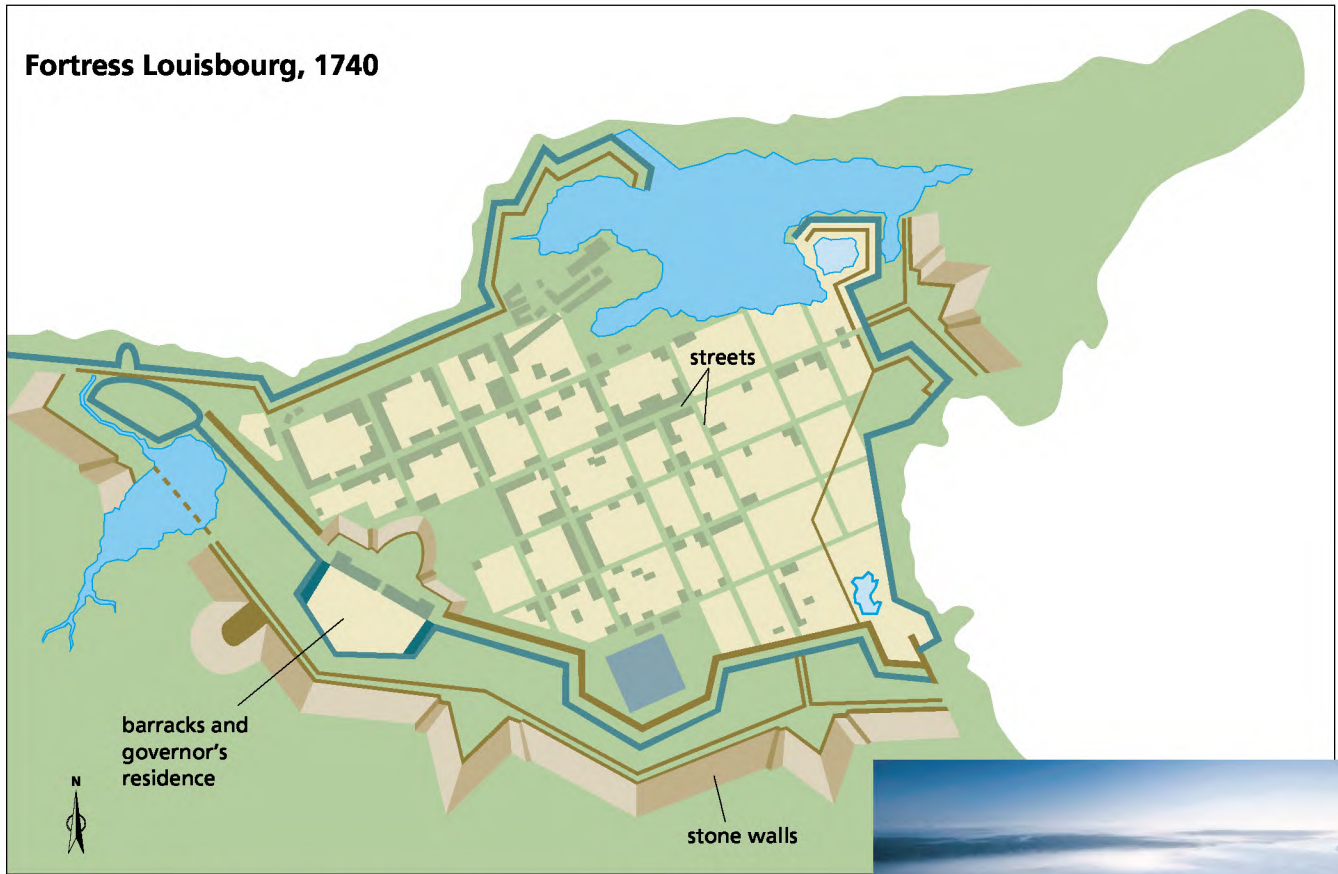 Fortress Louisbourg, 1740
streets
barracks and
governor's
residence
N
stone walls